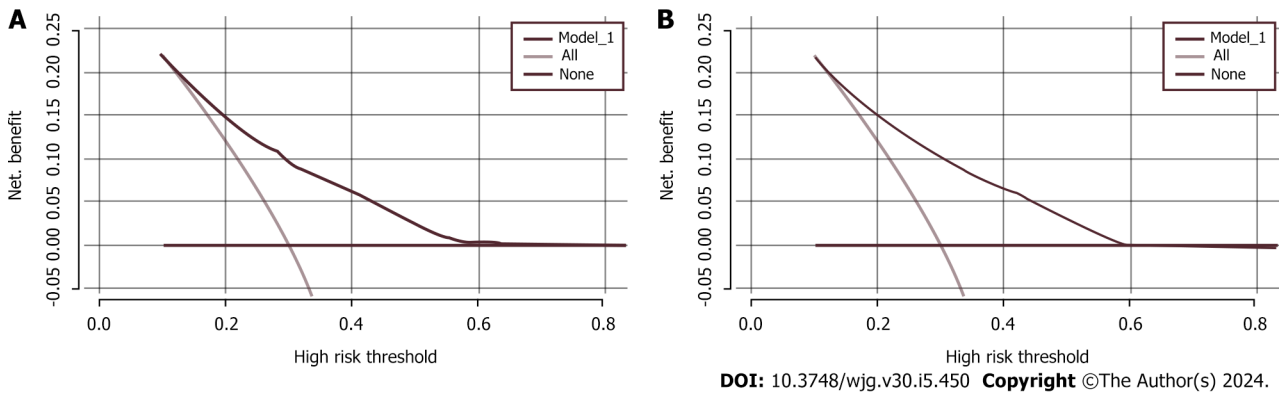 A
Net. benefit
-0.05 0.00 0.05 0.10 0.15 0.20 0.25
Model_1
All
None
0.0 0.2 0.4 0.6 0.8
High risk threshold
B
Net. benefit
-0.05 0.00 0.05 0.10 0.15 0.20 0.25
Model_1
All
None
0.0 0.2 0.4 0.6 0.8
High risk threshold
DOI: 10.3748/wjg.v30.i5.450 Copyright ©The Author(s) 2024.